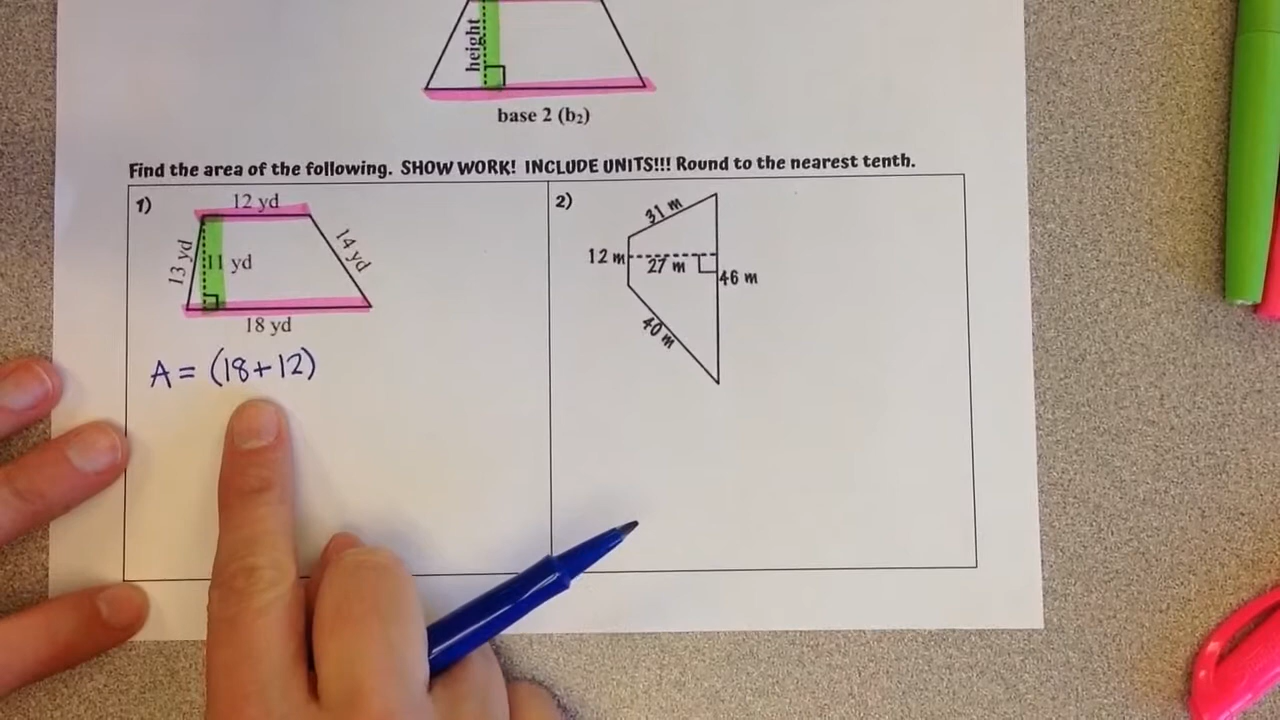 height
base 2 (b₂)
Find the area of the following. SHOW WORK! INCLUDE UNITS!!! Round to the nearest tenth.
1)
12 yd
13 yd
11 yd
14 yd
18 yd
A = (18+12)
2)
31 m
12 m
27 m
46 m
40 m